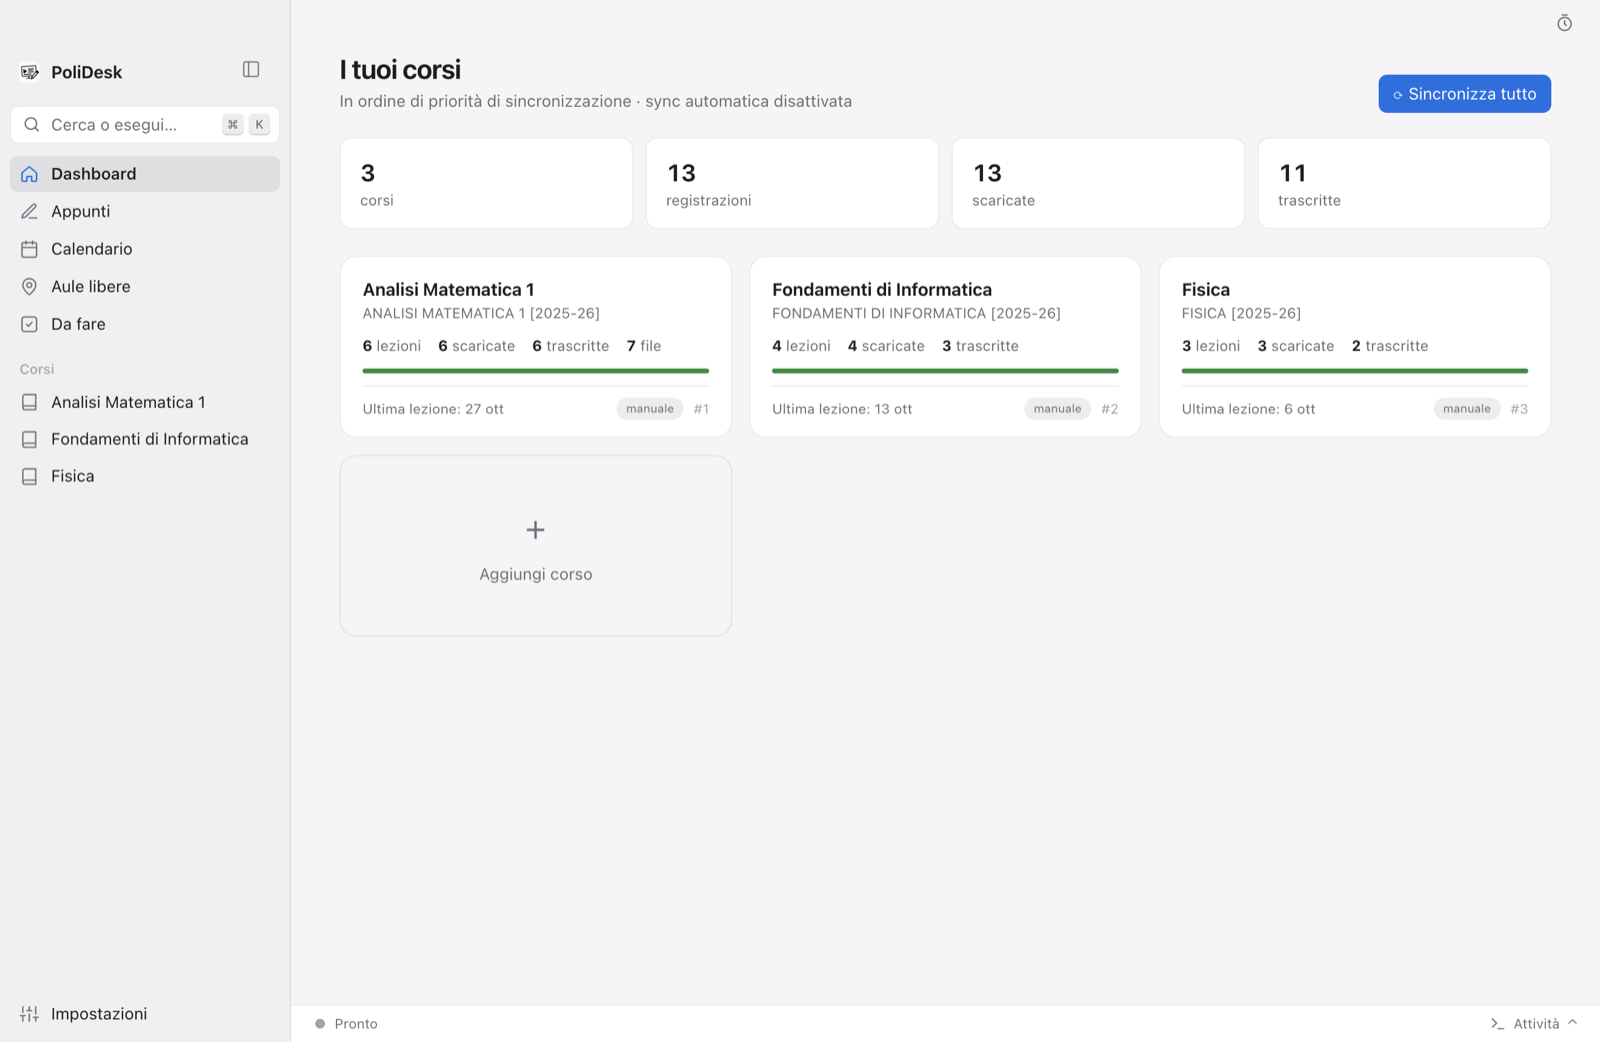 PoliDesk
Cerca o esegui... ⌘ K
Dashboard
Appunti
Calendario
Aule libere
Da fare
Corsi
Analisi Matematica 1
Fondamenti di Informatica
Fisica
Impostazioni
I tuoi corsi
In ordine di priorità di sincronizzazione · sync automatica disattivata
Sincronizza tutto
3
corsi
13
registrazioni
13
scaricate
11
trascritte
Analisi Matematica 1
ANALISI MATEMATICA 1 [2025-26]
6 lezioni 6 scaricate 6 trascritte 7 file
Ultima lezione: 27 ott manuale #1
Fondamenti di Informatica
FONDAMENTI DI INFORMATICA [2025-26]
4 lezioni 4 scaricate 3 trascritte
Ultima lezione: 13 ott manuale #2
Fisica
FISICA [2025-26]
3 lezioni 3 scaricate 2 trascritte
Ultima lezione: 6 ott manuale #3
Aggiungi corso
Pronto
Attività